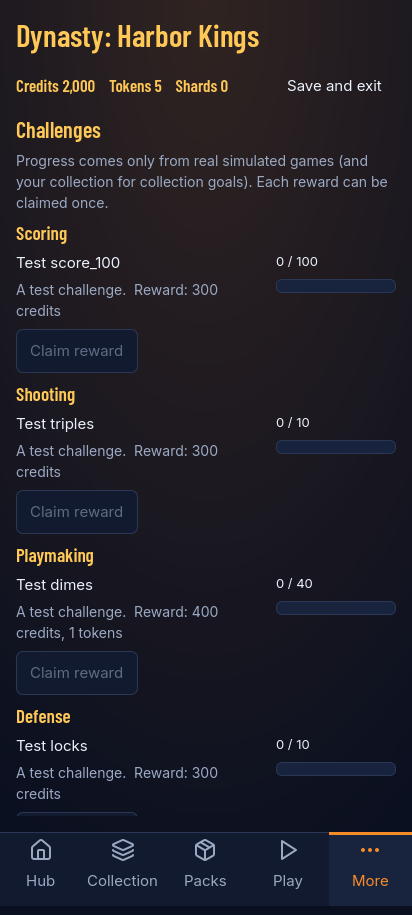 Dynasty: Harbor Kings
Credits 2,000 Tokens 5 Shards 0 Save and exit
Challenges
Progress comes only from real simulated games (and
your collection for collection goals). Each reward can be
claimed once.
Scoring
Test score_100 0 / 100
A test challenge. Reward: 300
credits
Claim reward
Shooting
Test triples 0 / 10
A test challenge. Reward: 300
credits
Claim reward
Playmaking
Test dimes 0 / 40
A test challenge. Reward: 400
credits, 1 tokens
Claim reward
Defense
Test locks 0 / 10
A test challenge. Reward: 300
credits
Hub Collection Packs Play More